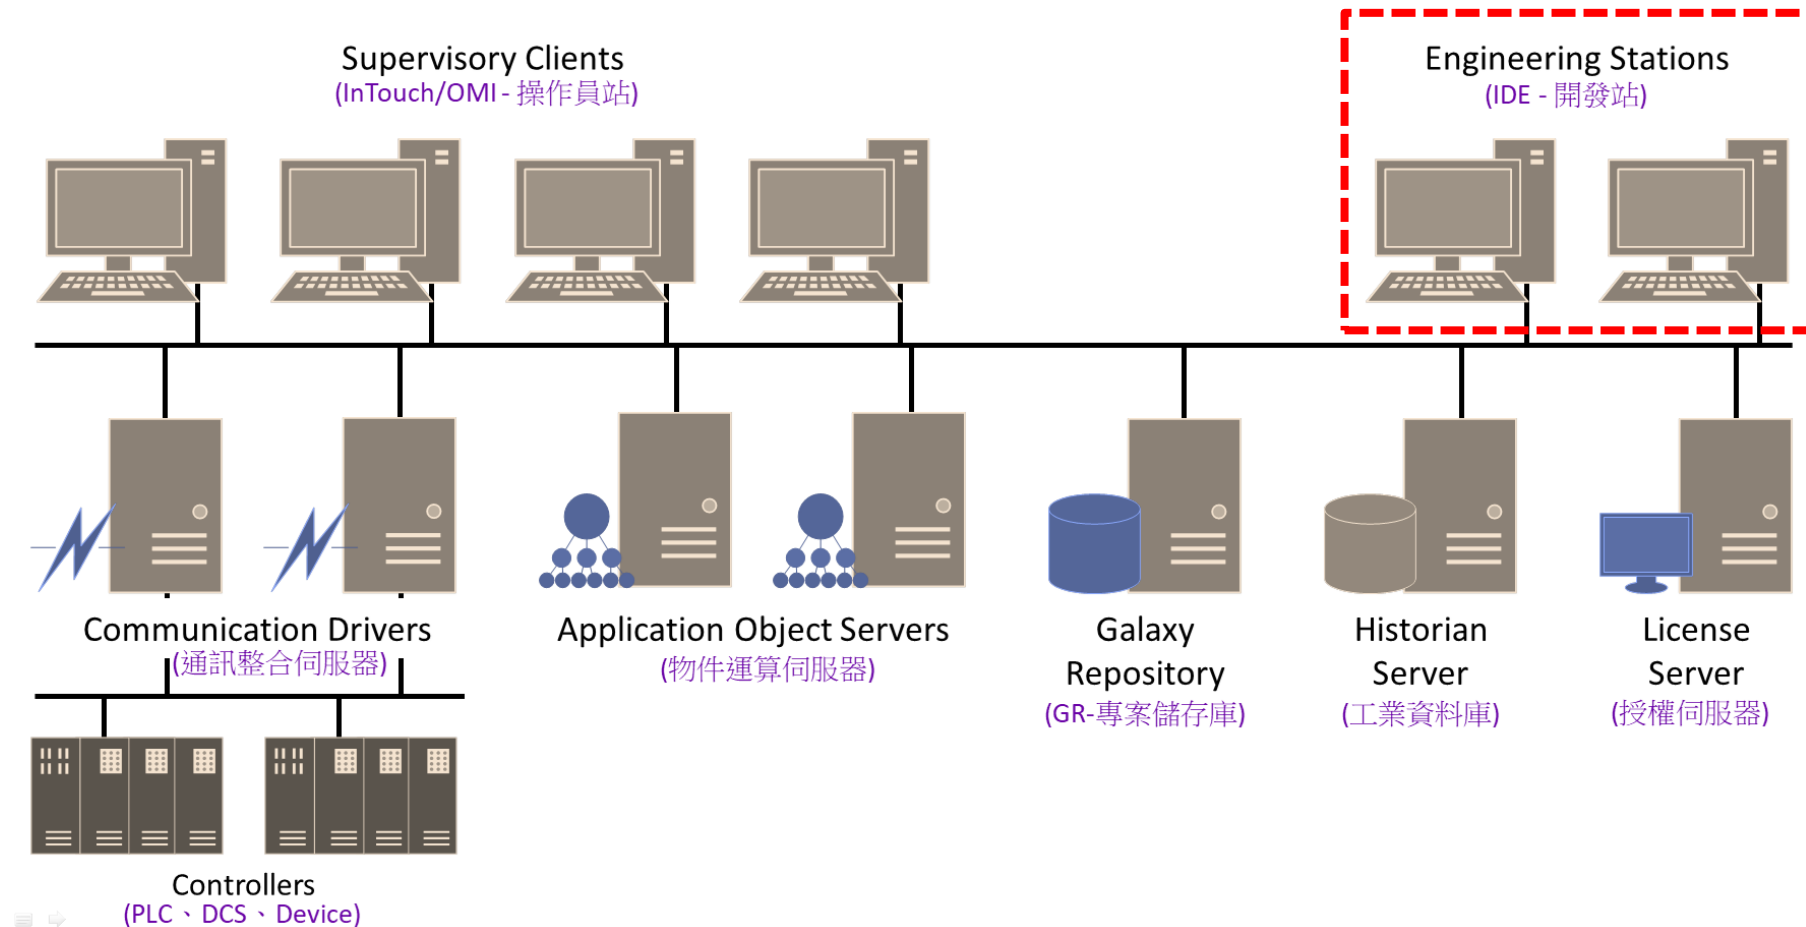 Supervisory Clients
(InTouch/OMI - 操作員站)
Engineering Stations
(IDE - 開發站)
Communication Drivers
(通訊整合伺服器)
Application Object Servers
(物件運算伺服器)
Galaxy
Repository
(GR-專案儲存庫)
Historian
Server
(工業資料庫)
License
Server
(授權伺服器)
Controllers
(PLC、DCS、Device)